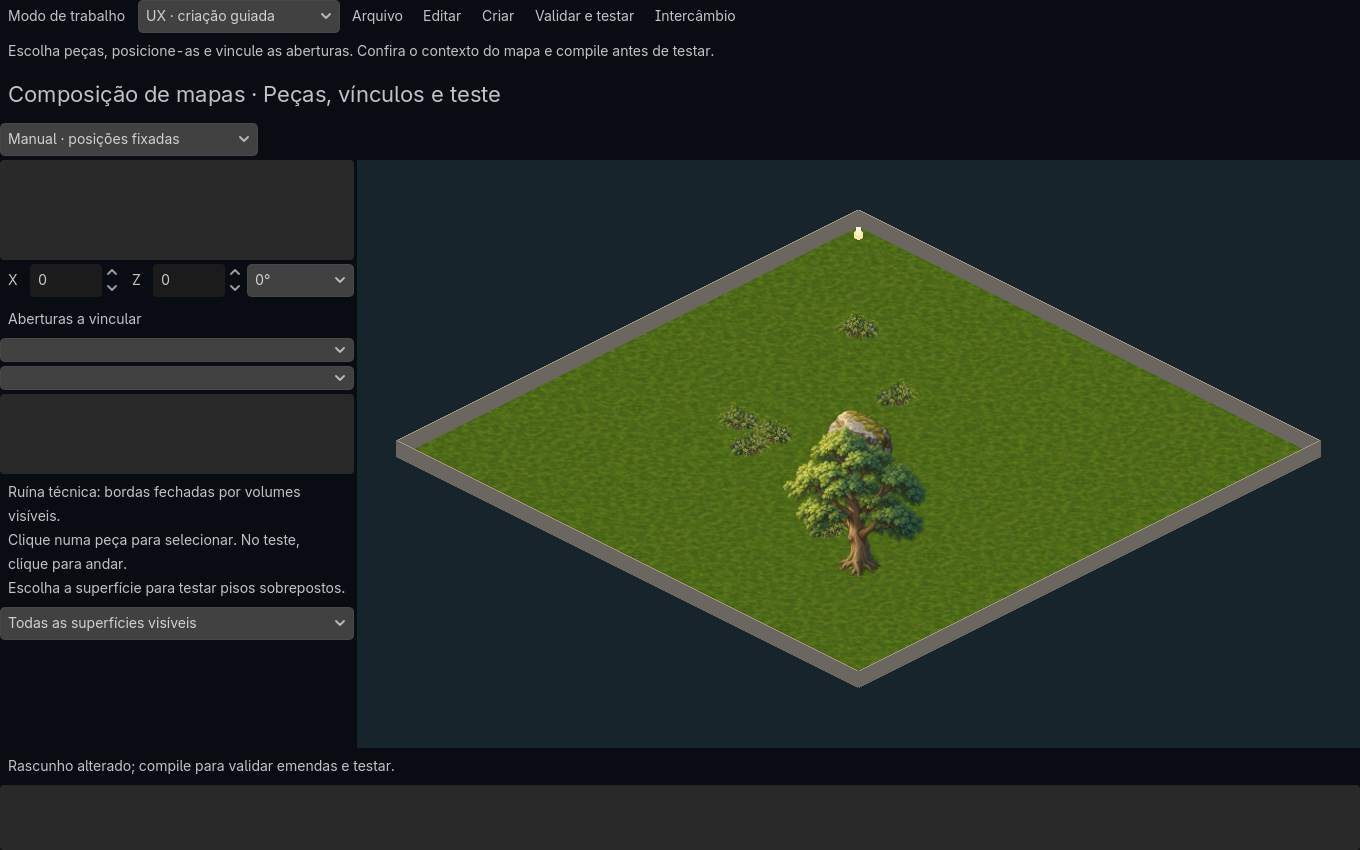 Modo de trabalho UX · criação guiada Arquivo Editar Criar Validar e testar Intercâmbio
Escolha peças, posicione-as e vincule as aberturas. Confira o contexto do mapa e compile antes de testar.
Composição de mapas · Peças, vínculos e teste
Manual · posições fixadas
X 0 Z 0 0°
Aberturas a vincular
Ruína técnica: bordas fechadas por volumes
visíveis.
Clique numa peça para selecionar. No teste,
clique para andar.
Escolha a superfície para testar pisos sobrepostos.
Todas as superfícies visíveis
Rascunho alterado; compile para validar emendas e testar.